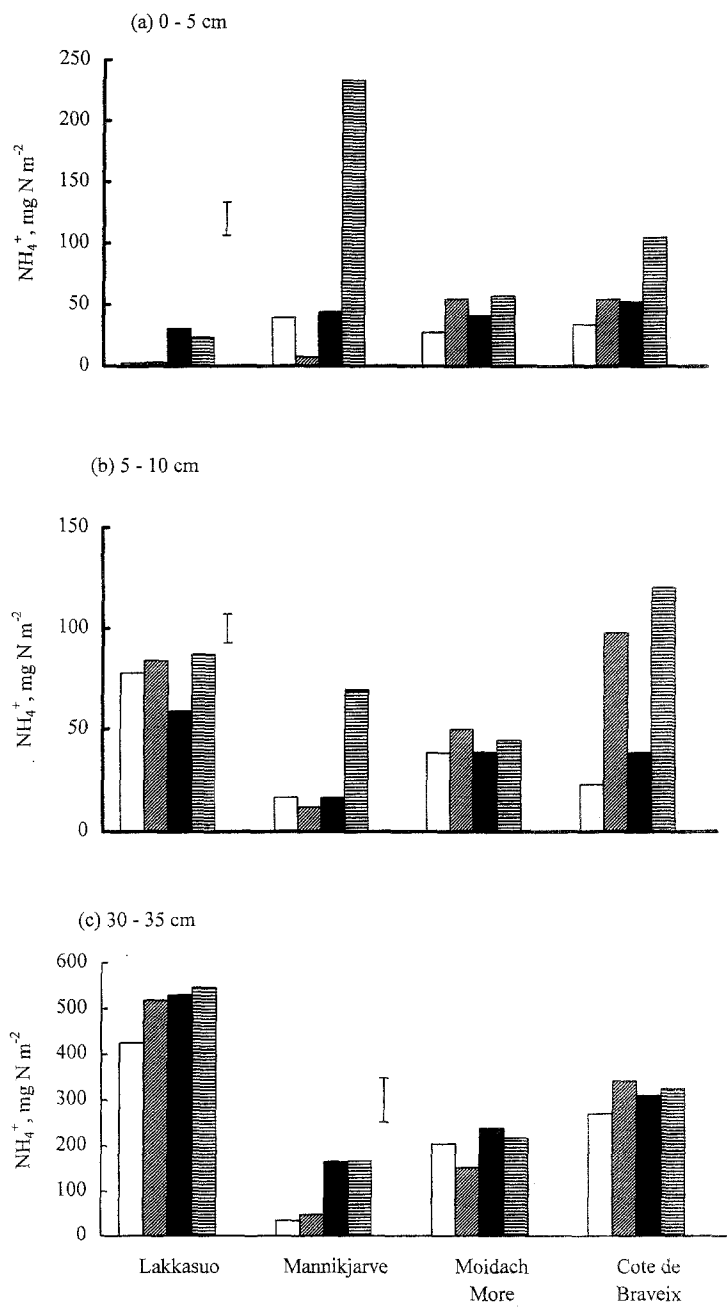 (a) 0 - 5 cm
250
200
150
100
50
0
NH₄⁺, mg N m⁻²
(b) 5 - 10 cm
150
100
50
0
NH₄⁺, mg N m⁻²
(c) 30 - 35 cm
600
500
400
300
200
100
0
NH₄⁺, mg N m⁻²
Lakkasuo
Mannikjarve
Moidach
More
Cote de
Braveix